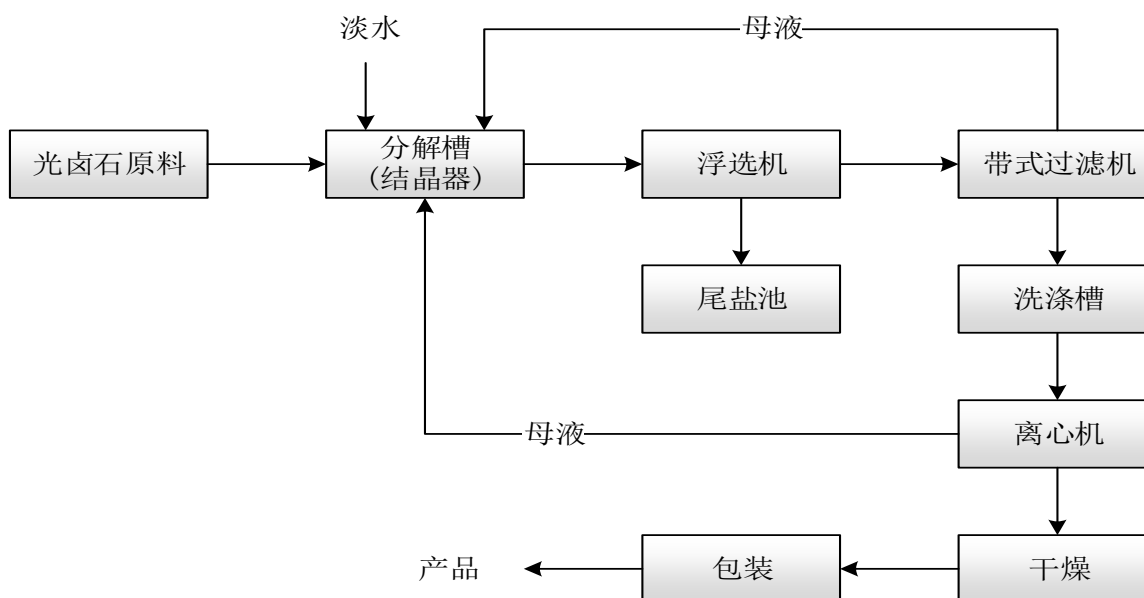 淡水
母液
光卤石原料
分解槽
(结晶器)
浮选机
带式过滤机
尾盐池
洗涤槽
母液
离心机
产品
包装
干燥